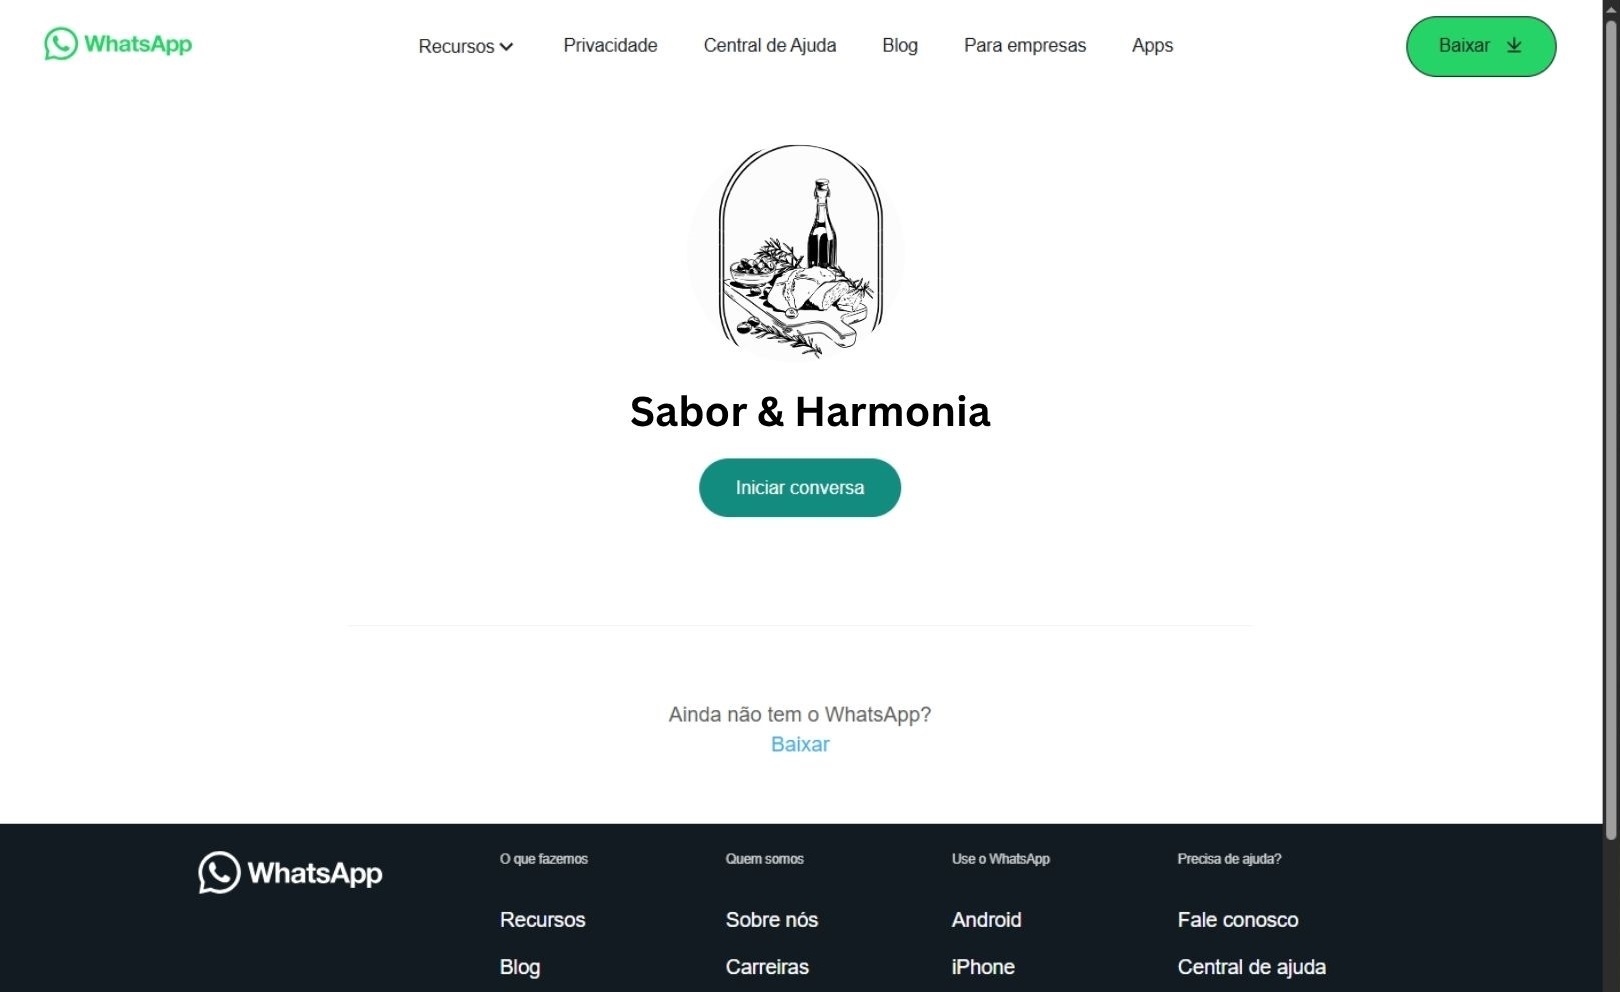 WhatsApp
Recursos
Privacidade
Central de Ajuda
Blog
Para empresas
Apps
Baixar
Sabor & Harmonia
Iniciar conversa
Ainda não tem o WhatsApp?
Baixar
WhatsApp
O que fazemos
Recursos
Blog
Quem somos
Sobre nós
Carreiras
Use o WhatsApp
Android
iPhone
Precisa de ajuda?
Fale conosco
Central de ajuda